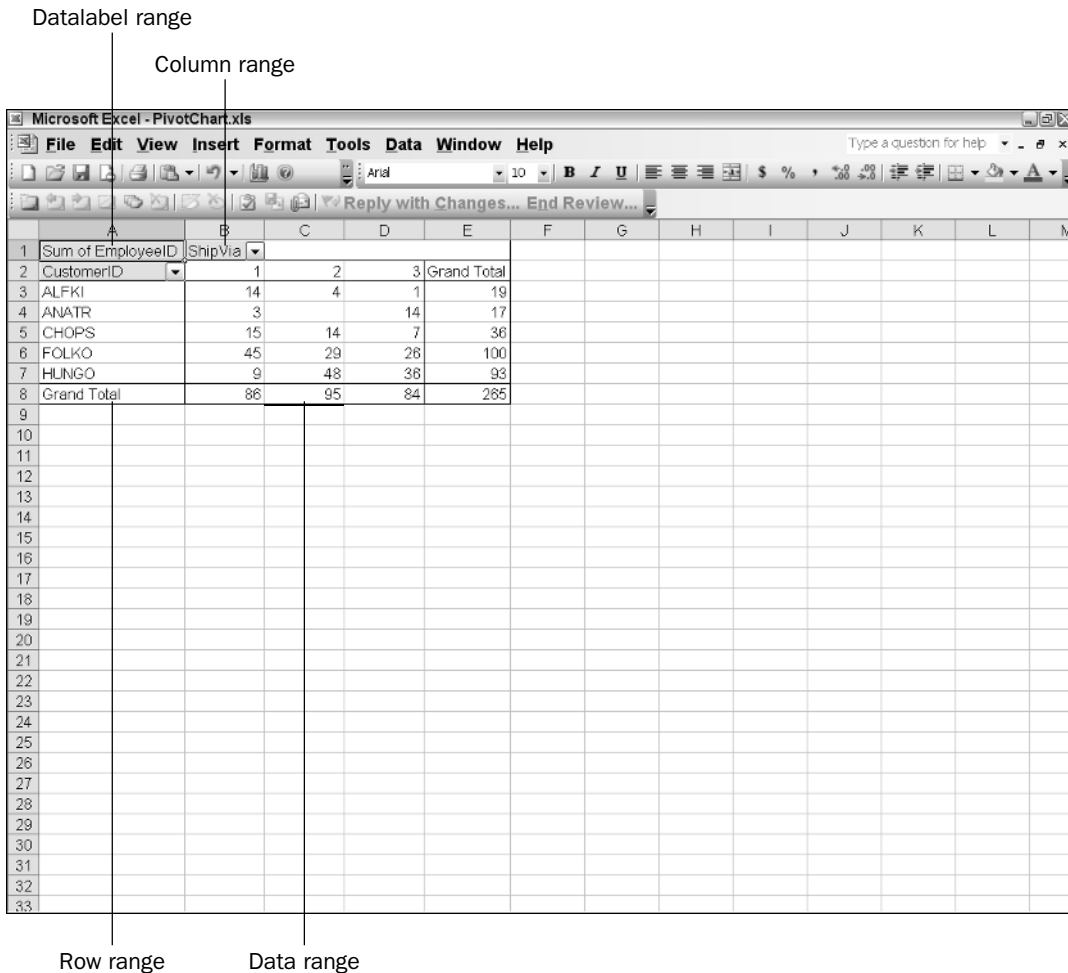 Datalabel range
Column range
Microsoft Excel - PivotChart.xls
File Edit View Insert Format Tools Data Window Help Type a question for help
Arial 10 B I U $ % , A
Reply with Changes... End Review...
A B C D E F G H I J K L M
1 Sum of EmployeeID ShipVia
2 CustomerID 1 2 3 Grand Total
3 ALFKI 14 4 1 19
4 ANATR 3 14 17
5 CHOPS 15 14 7 36
6 FOLKO 45 29 26 100
7 HUNGO 9 48 36 93
8 Grand Total 86 95 84 265
9
10
11
12
13
14
15
16
17
18
19
20
21
22
23
24
25
26
27
28
29
30
31
32
33
Row range Data range